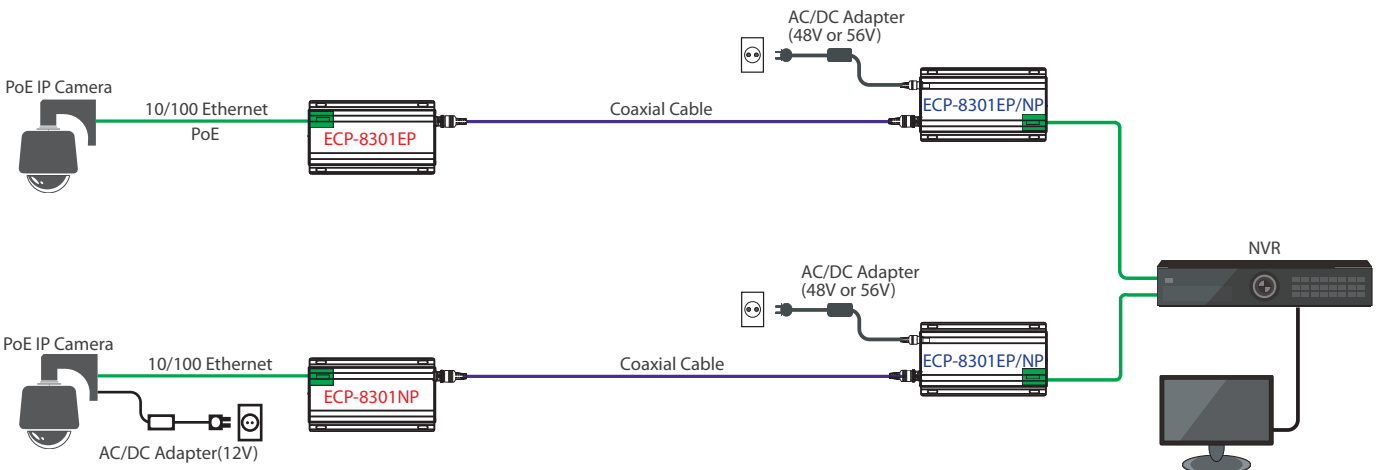 AC/DC Adapter
(48V or 56V)
PoE IP Camera
10/100 Ethernet
PoE
ECP-8301EP
Coaxial Cable
ECP-8301EP/NP
NVR
AC/DC Adapter
(48V or 56V)
PoE IP Camera
10/100 Ethernet
ECP-8301NP
Coaxial Cable
ECP-8301EP/NP
AC/DC Adapter(12V)